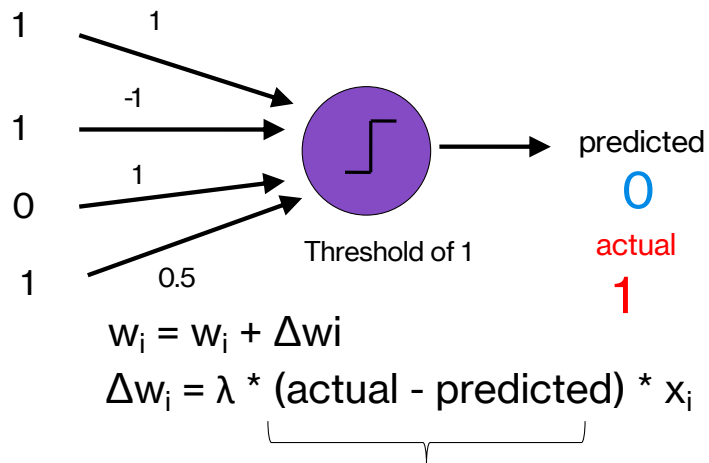 1
1
1
-1
0
1
1
0.5
Threshold of 1
predicted
0
actual
1
wᵢ = wᵢ + Δwi
Δwᵢ = λ * (actual - predicted) * xᵢ